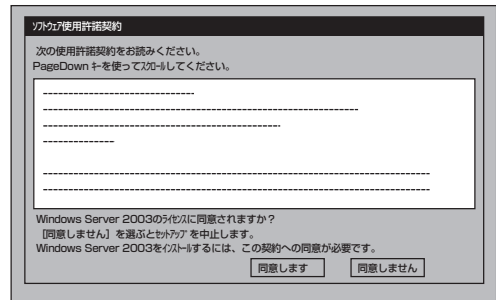 ソフトウェア使用許諾契約
次の使用許諾契約をお読みください。
PageDown キーを使ってスクロールしてください。
Windows Server 2003のライセンスに同意されますか？
［同意しません］を選ぶとセットアップを中止します。
Windows Server 2003をインストールするには、この契約への同意が必要です。
同意します 同意しません